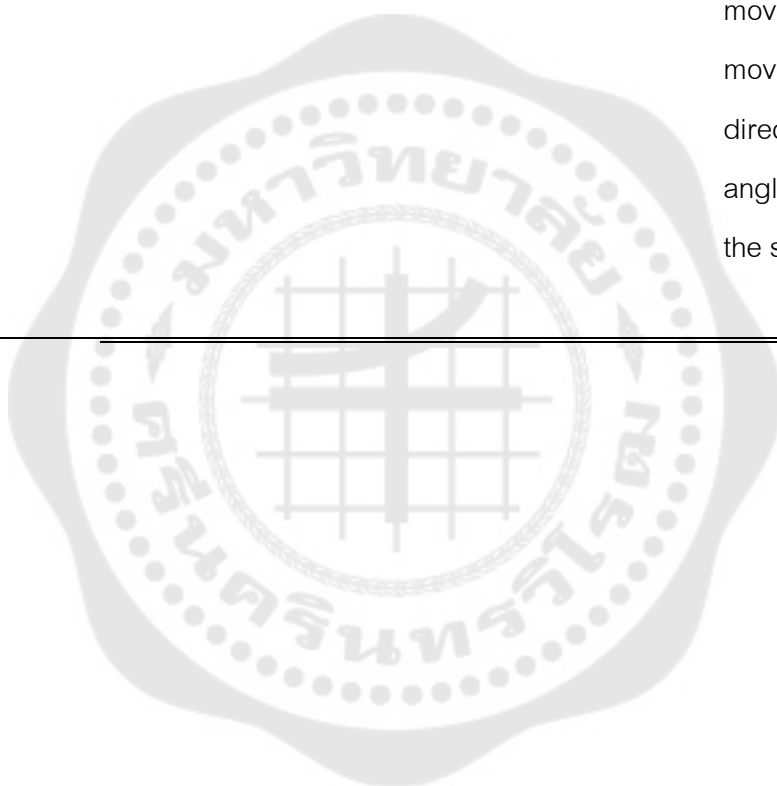 mov
mov
direc
angl
the s
มหาวิทยาลัย
ศรีนครินทรวิโรฒ